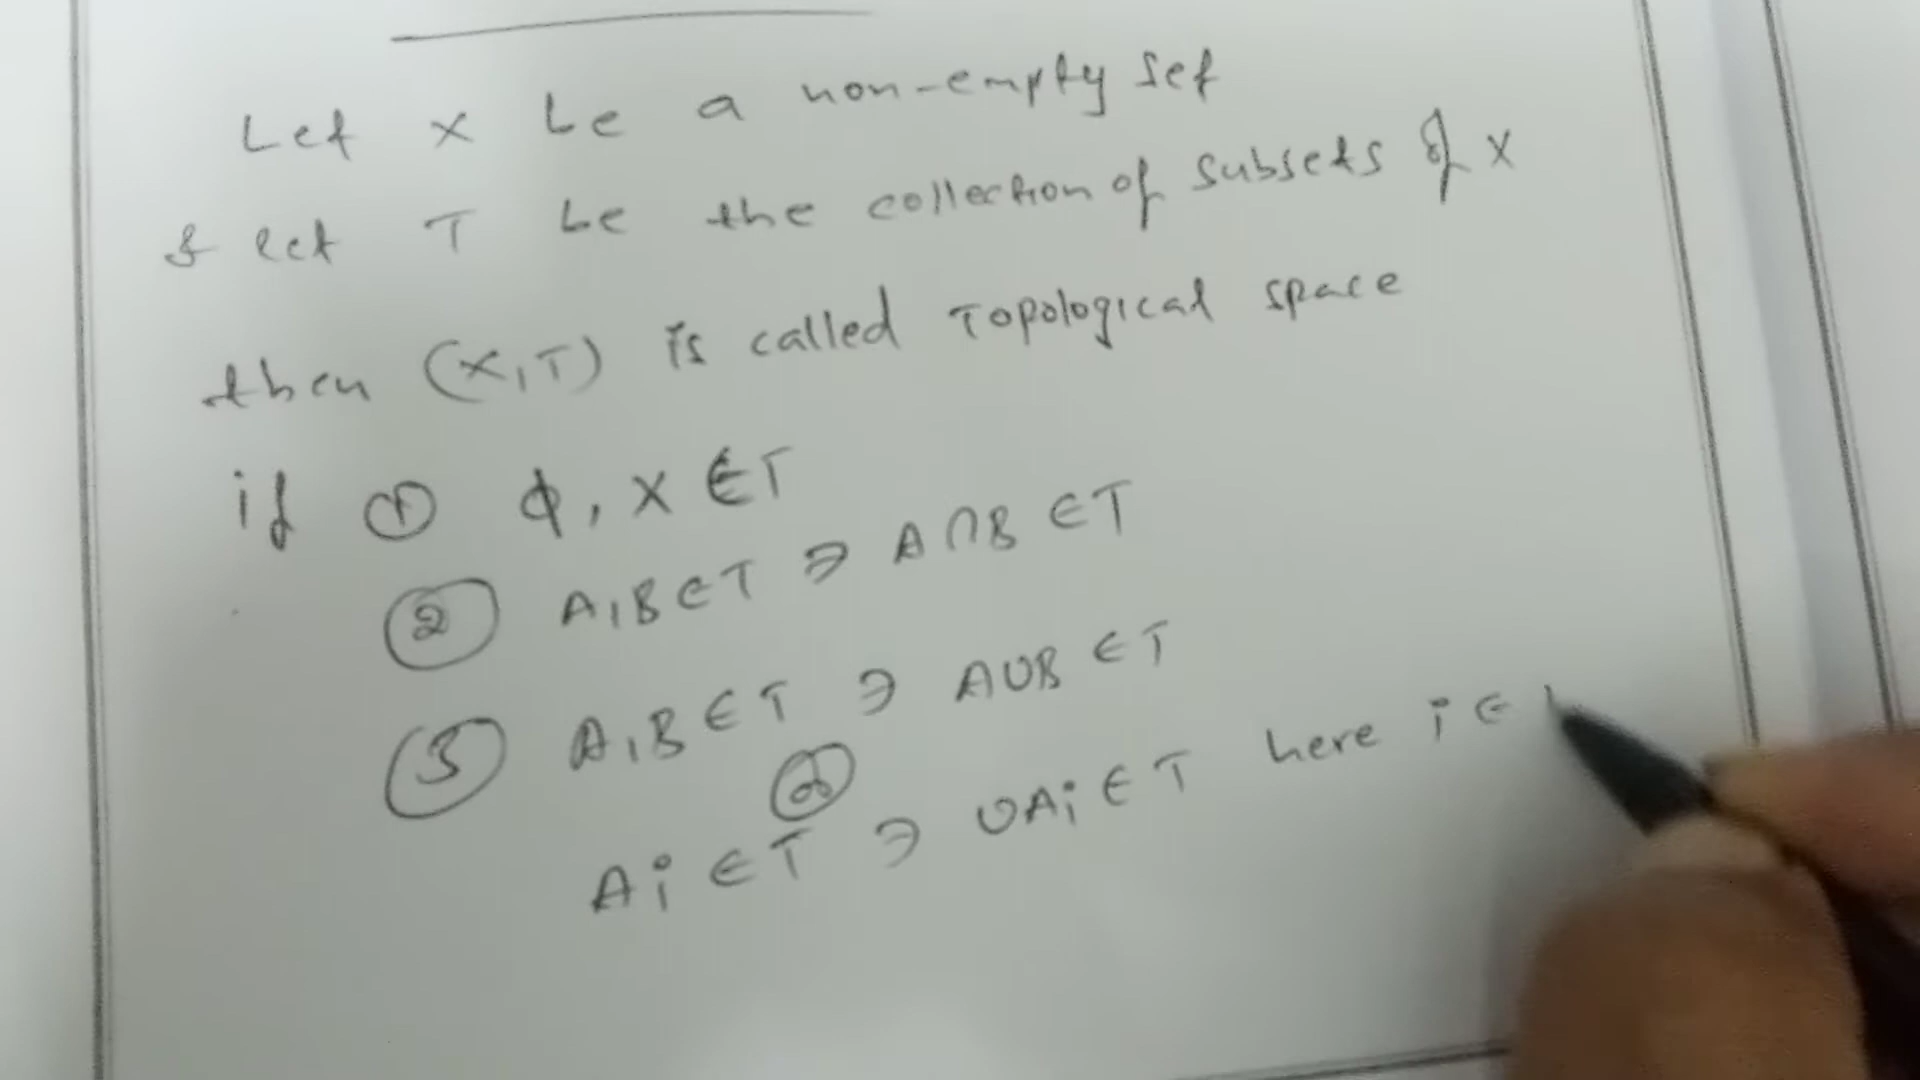 Let X be a non-empty set
& let T be the collection of subsets of X
then (X, T) is called Topological space
if ① ϕ, X ∈ T
② A, B ∈ T ⇒ A ∩ B ∈ T
③ A, B ∈ T ⇒ A ∪ B ∈ T
Ai ∈ T ⇒ ∪Ai ∈ T here i ∈